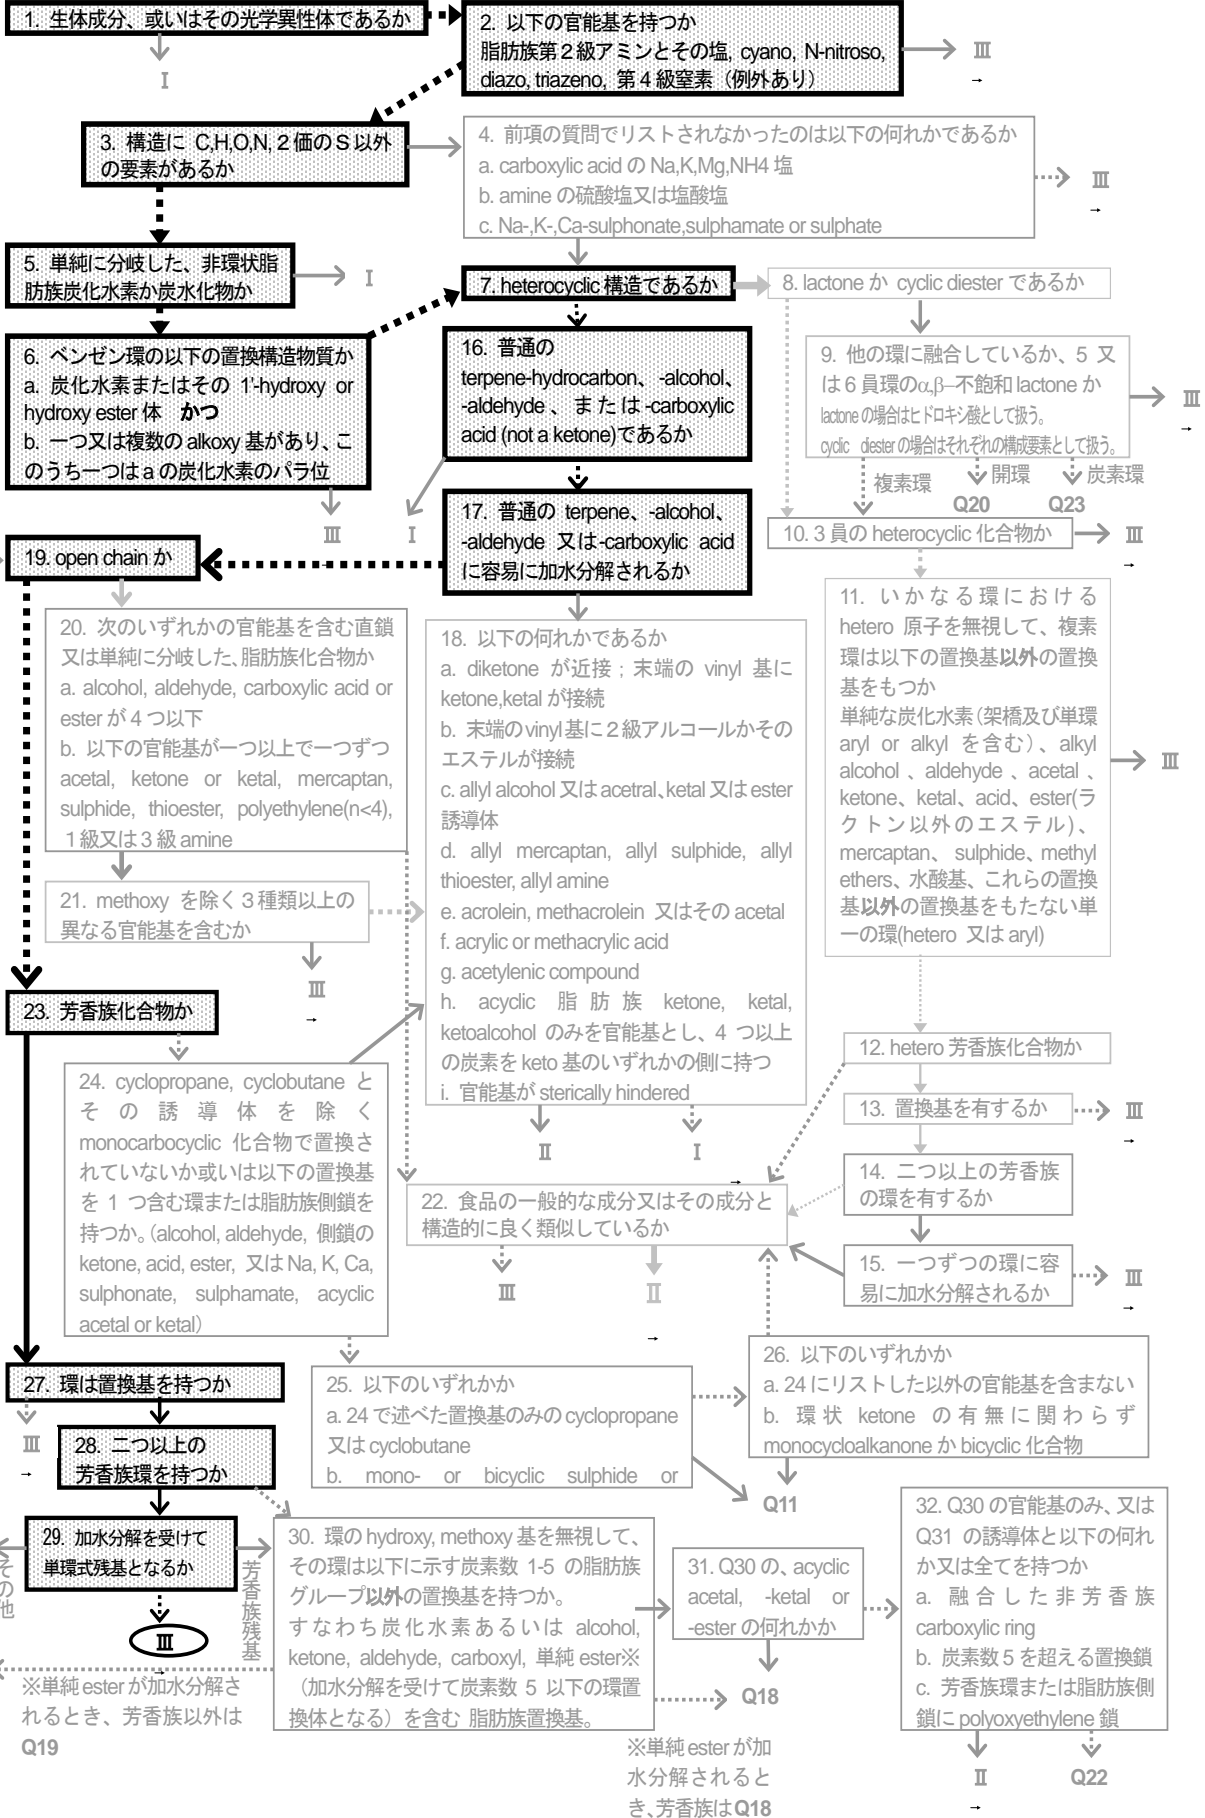 1. 生体成分、或いはその光学異性体であるか
I
2. 以下の官能基を持つか
脂肪族第２級アミンとその塩, cyano, N-nitroso,
diazo, triazeno, 第４級窒素（例外あり）
III
→
3. 構造に C,H,O,N,２価のＳ以外
の要素があるか
4. 前項の質問でリストされなかったのは以下の何れかであるか
a. carboxylic acid の Na,K,Mg,NH4 塩
b. amine の硫酸塩又は塩酸塩
c. Na-,K-,Ca-sulphonate,sulphamate or sulphate
III
→
5. 単純に分岐した、非環状脂
肪族炭化水素か炭水化物か
I
6. ベンゼン環の以下の置換構造物質か
a. 炭化水素またはその 1'-hydroxy or
hydroxy ester 体 かつ
b. 一つ又は複数の alkoxy 基があり、こ
のうち一つは a の炭化水素のパラ位
III
→
7. heterocyclic 構造であるか
8. lactone か cyclic diester であるか
9. 他の環に融合しているか、5 又
は 6 員環のα,β–不飽和 lactone か
lactoneの場合はヒドロキシ酸として扱う。
cyclic diesterの場合はそれぞれの構成要素として扱う。
III
→
複素環
開環
Q20
炭素環
Q23
10. 3 員の heterocyclic 化合物か
III
→
11. いかなる環における
hetero 原子を無視して、複素
環は以下の置換基以外の置換
基をもつか
単純な炭化水素（架橋及び単環
aryl or alkyl を含む）、alkyl
alcohol 、aldehyde 、acetal 、
ketone、ketal、acid、ester(ラ
クトン以外のエステル)、
mercaptan、 sulphide、methyl
ethers、水酸基、これらの置換
基以外の置換基をもたない単
一の環(hetero 又は aryl)
III
→
12. hetero 芳香族化合物か
13. 置換基を有するか
III
→
14. 二つ以上の芳香族
の環を有するか
15. 一つずつの環に容
易に加水分解されるか
III
→
16. 普通の
terpene-hydrocarbon、-alcohol、
-aldehyde 、または-carboxylic
acid (not a ketone)であるか
I
17. 普通の terpene、-alcohol、
-aldehyde 又は-carboxylic acid
に容易に加水分解されるか
18. 以下の何れかであるか
a. diketone が近接；末端の vinyl 基に
ketone,ketal が接続
b. 末端のvinyl基に２級アルコールかその
エステルが接続
c. allyl alcohol 又は acetral、ketal 又は ester
誘導体
d. allyl mercaptan, allyl sulphide, allyl
thioester, allyl amine
e. acrolein, methacrolein 又はその acetal
f. acrylic or methacrylic acid
g. acetylenic compound
h. acyclic 脂肪族 ketone, ketal,
ketoalcohol のみを官能基とし、4 つ以上
の炭素を keto 基のいずれかの側に持つ
i. 官能基が sterically hindered
II
I
→
19. open chain か
20. 次のいずれかの官能基を含む直鎖
又は単純に分岐した、脂肪族化合物か
a. alcohol, aldehyde, carboxylic acid or
ester が 4 つ以下
b. 以下の官能基が一つ以上で一つずつ
acetal, ketone or ketal, mercaptan,
sulphide, thioester, polyethylene(n<4),
１級又は３級 amine
21. methoxy を除く３種類以上の
異なる官能基を含むか
III
→
22. 食品の一般的な成分又はその成分と
構造的に良く類似しているか
III
II
→
23. 芳香族化合物か
24. cyclopropane, cyclobutane と
その誘導体を除く
monocarbocyclic 化合物で置換さ
れていないか或いは以下の置換基
を 1 つ含む環または脂肪族側鎖を
持つか。（alcohol, aldehyde, 側鎖の
ketone, acid, ester, 又は Na, K, Ca,
sulphonate, sulphamate, acyclic
acetal or ketal）
25. 以下のいずれかか
a. 24 で述べた置換基のみの cyclopropane
又は cyclobutane
b. mono- or bicyclic sulphide or
Q11
26. 以下のいずれかか
a. 24 にリストした以外の官能基を含まない
b. 環状 ketone の有無に関わらず
monocycloalkanone か bicyclic 化合物
27. 環は置換基を持つか
III
→
28. 二つ以上の
芳香族環を持つか
29. 加水分解を受けて
単環式残基となるか
その他
芳香族残基
III
→
※単純 ester が加水分解さ
れるとき、芳香族以外は
Q19
30. 環の hydroxy, methoxy 基を無視して、
その環は以下に示す炭素数 1-5 の脂肪族
グループ以外の置換基を持つか。
すなわち炭化水素あるいは alcohol,
ketone, aldehyde, carboxyl, 単純 ester※
（加水分解を受けて炭素数 5 以下の環置
換体となる）を含む 脂肪族置換基。
31. Q30 の、acyclic
acetal, -ketal or
-ester の何れかか
Q18
※単純 ester が加
水分解されると
き、芳香族は Q18
32. Q30 の官能基のみ、又は
Q31 の誘導体と以下の何れ
か又は全てを持つか
a. 融合した非芳香族
carboxylic ring
b. 炭素数 5 を超える置換鎖
c. 芳香族環または脂肪族側
鎖に polyoxyethylene 鎖
II
→
Q22